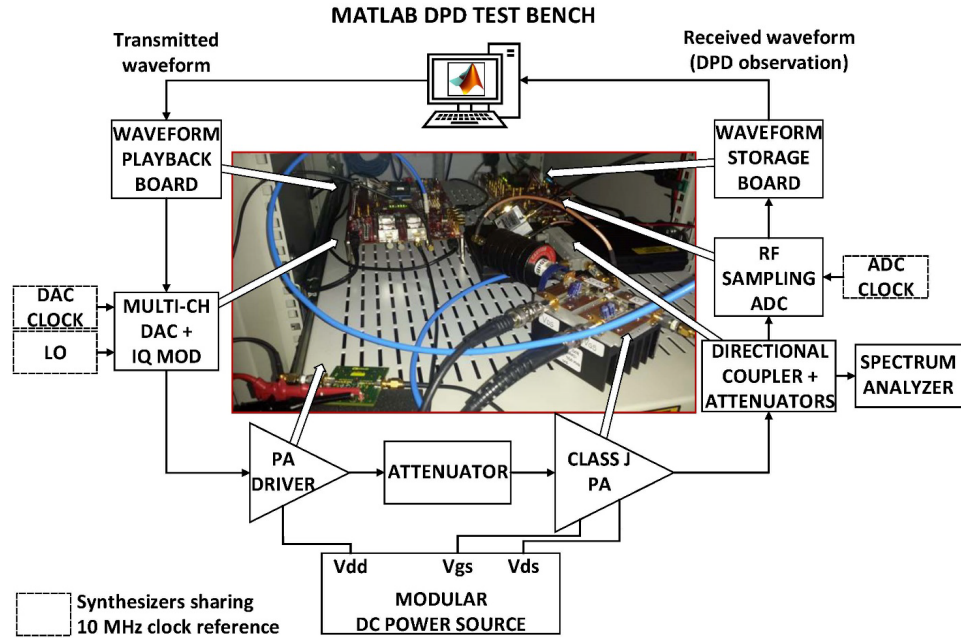 MATLAB DPD TEST BENCH
Transmitted
waveform
Received waveform
(DPD observation)
WAVEFORM
PLAYBACK
BOARD
WAVEFORM
STORAGE
BOARD
DAC
CLOCK
LO
MULTI-CH
DAC +
IQ MOD
RF
SAMPLING
ADC
ADC
CLOCK
DIRECTIONAL
COUPLER +
ATTENUATORS
SPECTRUM
ANALYZER
PA
DRIVER
ATTENUATOR
CLASS J
PA
Vdd
Vgs
Vds
MODULAR
DC POWER SOURCE
Synthesizers sharing
10 MHz clock reference